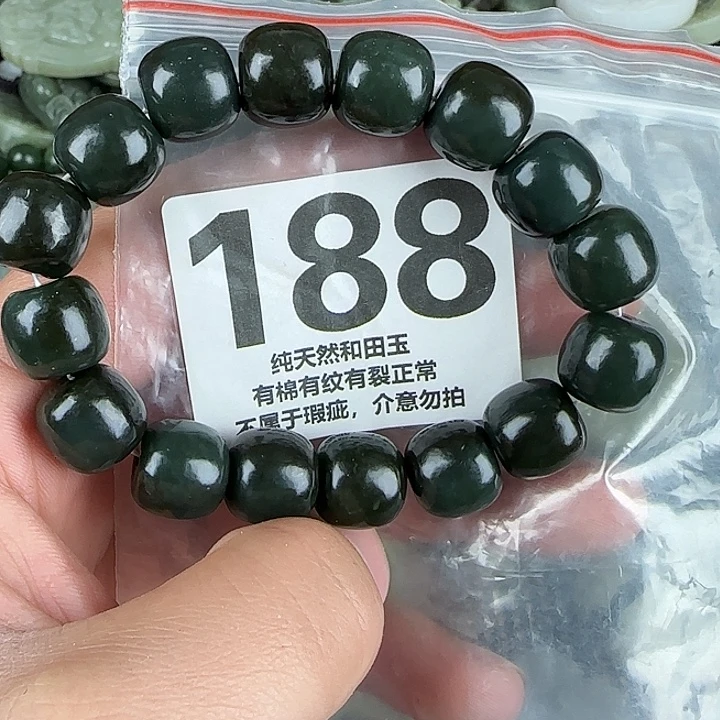 188
纯天然和田玉
有棉有纹有裂正常
不属于瑕疵，介意勿拍